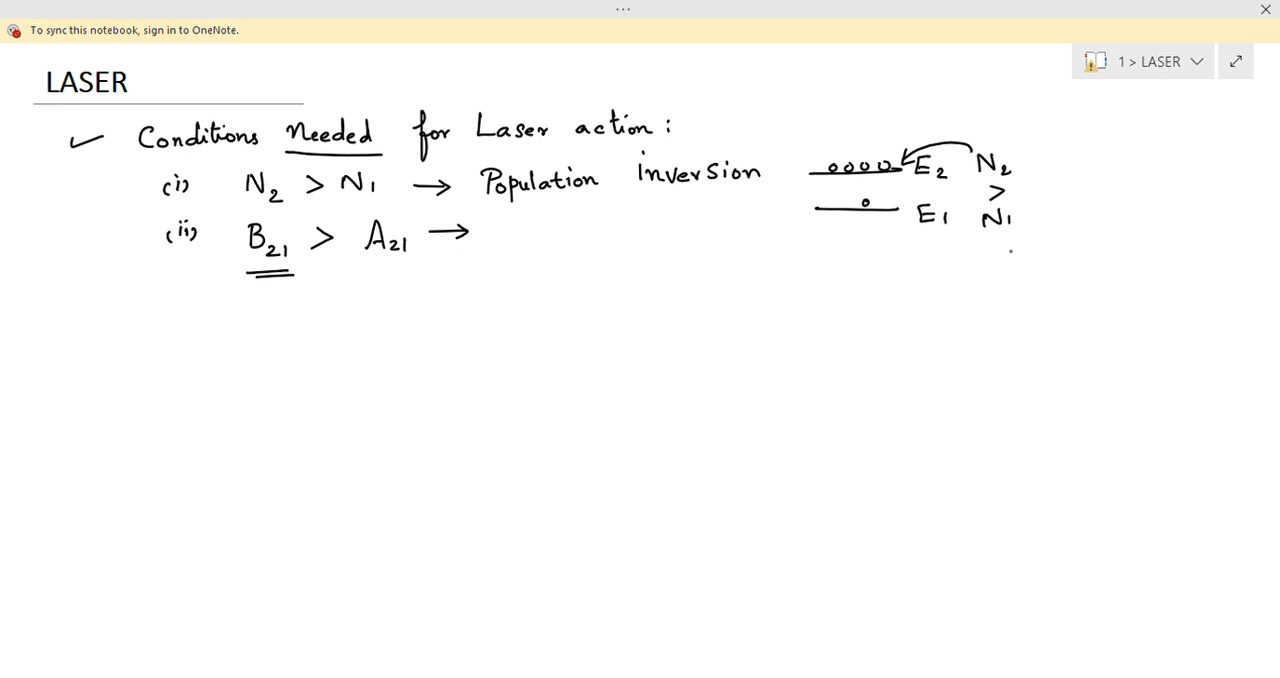 ...
To sync this notebook, sign in to OneNote.
1 > LASER
LASER
Conditions Needed for Laser action :
(i) N₂ > N₁ → Population inversion
(ii) B₂₁ > A₂₁ →
E₂ N₂
>
E₁ N₁